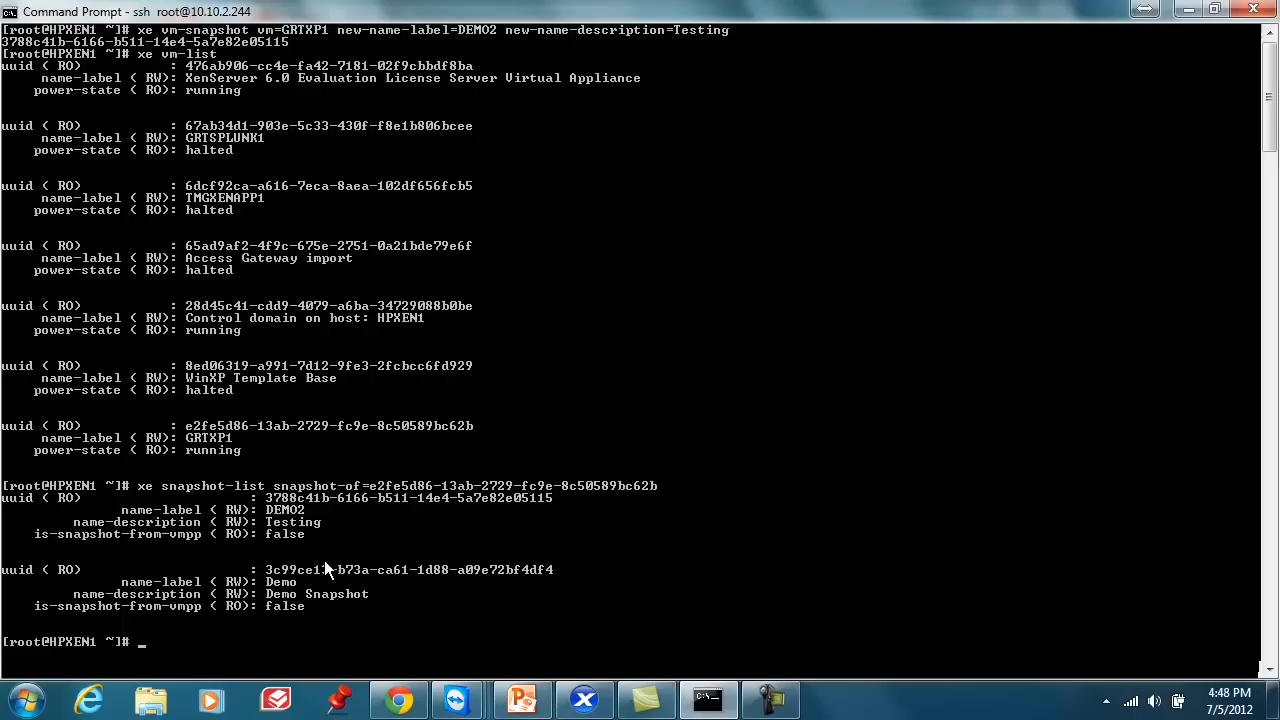 Command Prompt - ssh  root@10.10.2.244
[root@HPXEN1 ~]# xe vm-snapshot vm=GRTXP1 new-name-label=DEMO2 new-name-description=Testing
3788c41b-6166-b511-14e4-5a7e82e05115
[root@HPXEN1 ~]# xe vm-list
uuid ( RO)           : 476ab906-cc4e-fa42-7181-02f9cbbdf8ba
     name-label ( RW): XenServer 6.0 Evaluation License Server Virtual Appliance
    power-state ( RO): running
uuid ( RO)           : 67ab34d1-903e-5c33-430f-f8e1b806bcee
     name-label ( RW): GRTSPLUNK1
    power-state ( RO): halted
uuid ( RO)           : 6dcf92ca-a616-7eca-8aea-102df656fcb5
     name-label ( RW): TMGXENAPP1
    power-state ( RO): halted
uuid ( RO)           : 65ad9af2-4f9c-675e-2751-0a21bde79e6f
     name-label ( RW): Access Gateway import
    power-state ( RO): halted
uuid ( RO)           : 28d45c41-cdd9-4079-a6ba-34729088b0be
     name-label ( RW): Control domain on host: HPXEN1
    power-state ( RO): running
uuid ( RO)           : 8ed06319-a991-7d12-9fe3-2fcbcc6fd929
     name-label ( RW): WinXP Template Base
    power-state ( RO): halted
uuid ( RO)           : e2fe5d86-13ab-2729-fc9e-8c50589bc62b
     name-label ( RW): GRTXP1
    power-state ( RO): running
[root@HPXEN1 ~]# xe snapshot-list snapshot-of=e2fe5d86-13ab-2729-fc9e-8c50589bc62b
uuid ( RO)                     : 3788c41b-6166-b511-14e4-5a7e82e05115
               name-label ( RW): DEMO2
         name-description ( RW): Testing
    is-snapshot-from-vmpp ( RO): false
uuid ( RO)                     :
               name-label ( RW): Demo
         name-description ( RW): Demo Snapshot
    is-snapshot-from-vmpp ( RO): false
[root@HPXEN1 ~]# _
4:48 PM
7/5/2012